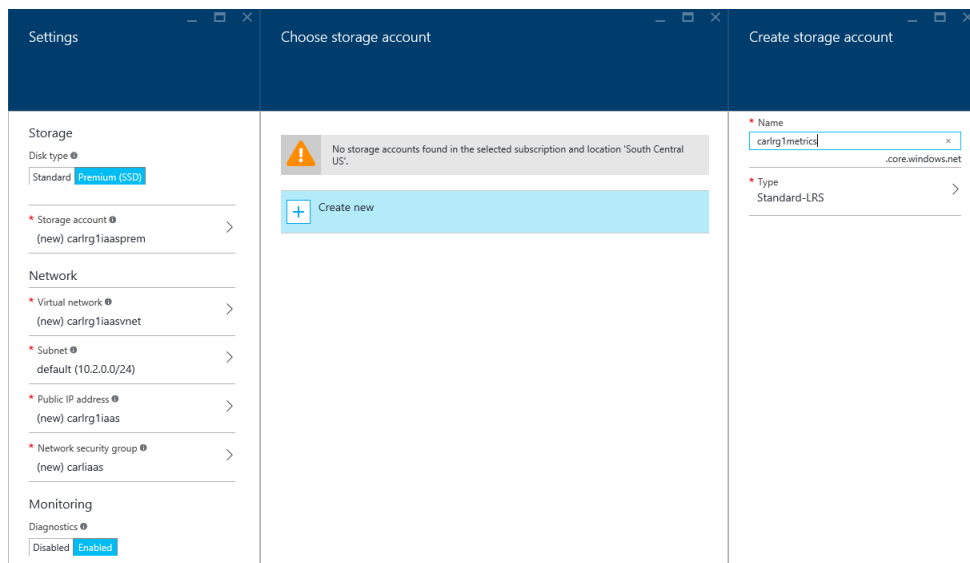 Settings
Storage
Disk type
Standard Premium (SSD)
* Storage account
(new) carlrg1iaasprem
Network
* Virtual network
(new) carlrg1iaasvnet
* Subnet
default (10.2.0.0/24)
* Public IP address
(new) carlrg1iaas
* Network security group
(new) carliaas
Monitoring
Diagnostics
Disabled Enabled
Choose storage account
No storage accounts found in the selected subscription and location 'South Central
US'.
Create new
Create storage account
* Name
carlrg1metrics
.core.windows.net
* Type
Standard-LRS